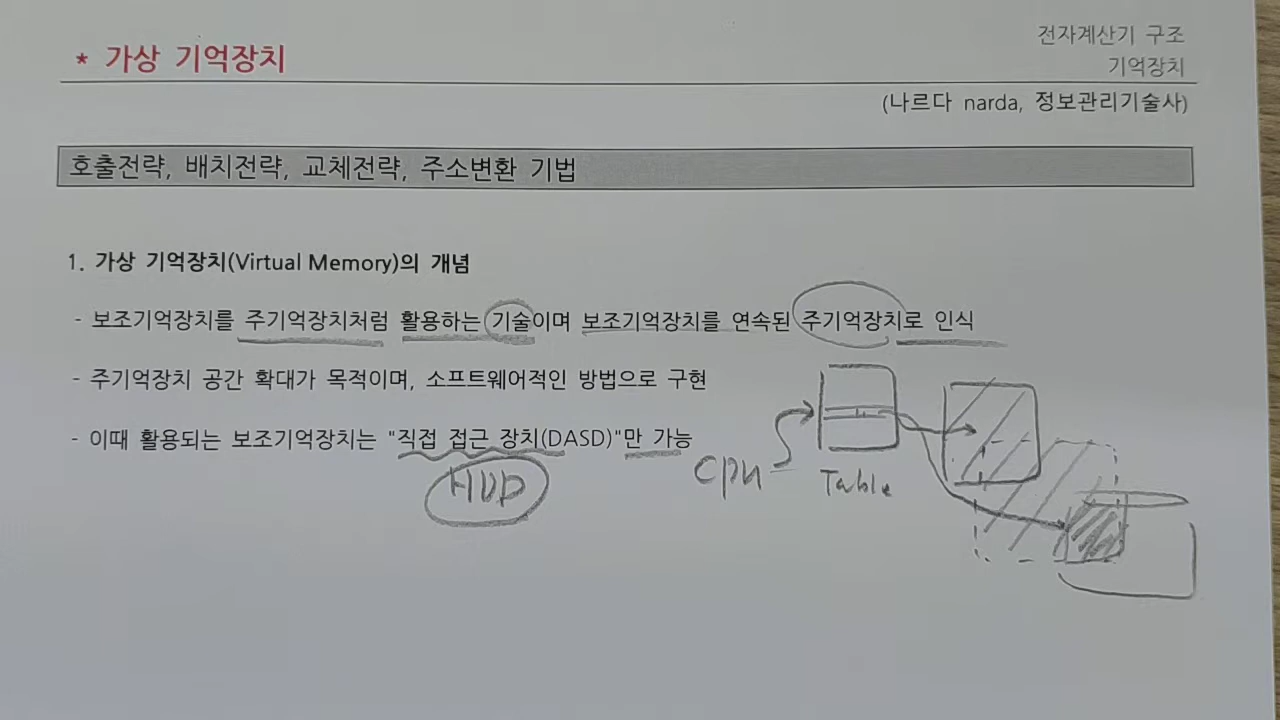 * 가상 기억장치
전자계산기 구조
기억장치
(나르다 narda, 정보관리기술사)
호출전략, 배치전략, 교체전략, 주소변환 기법
1. 가상 기억장치(Virtual Memory)의 개념
- 보조기억장치를 주기억장치처럼 활용하는 기술이며 보조기억장치를 연속된 주기억장치로 인식
- 주기억장치 공간 확대가 목적이며, 소프트웨어적인 방법으로 구현
- 이때 활용되는 보조기억장치는 "직접 접근 장치(DASD)"만 가능
HDD
cpu
Table